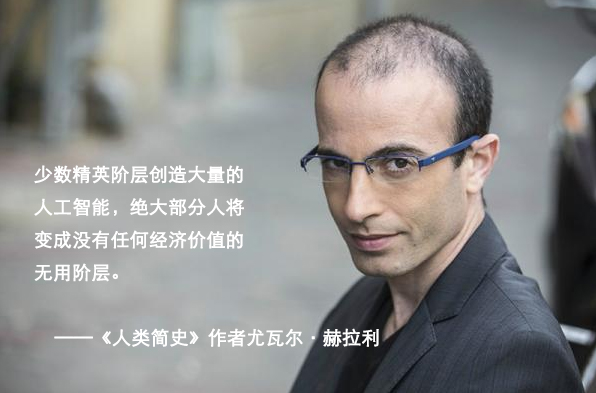 少数精英阶层创造大量的
人工智能，绝大部分人将
变成没有任何经济价值的
无用阶层。
——《人类简史》作者尤瓦尔·赫拉利